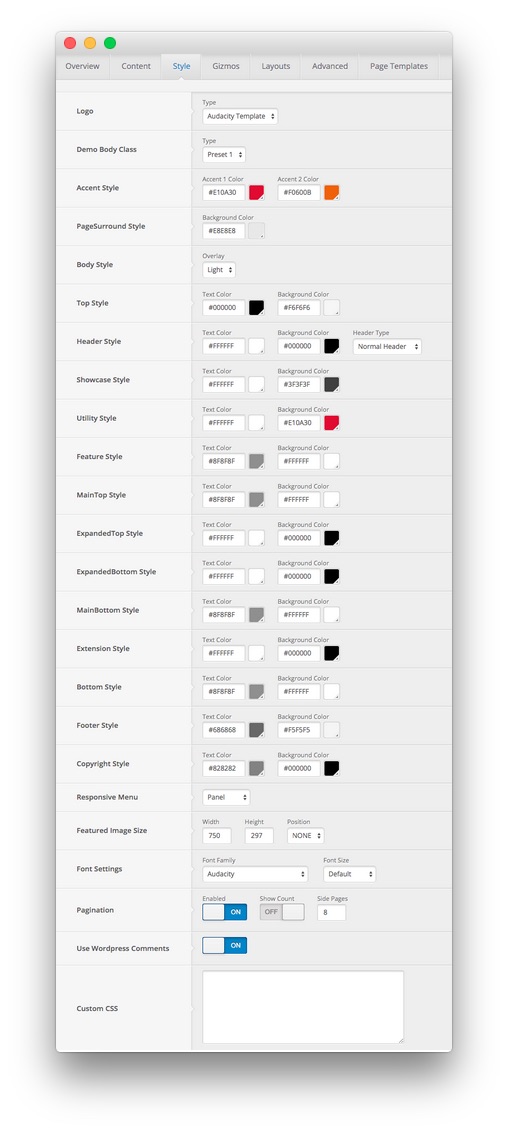 Overview Content Style Gizmos Layouts Advanced Page Templates
Logo
Type
Audacity Template
Demo Body Class
Type
Preset 1
Accent Style
Accent 1 Color Accent 2 Color
#E10A30 #F0600B
PageSurround Style
Background Color
#E8E8E8
Body Style
Overlay
Light
Top Style
Text Color Background Color
#000000 #F6F6F6
Header Style
Text Color Background Color Header Type
#FFFFFF #000000 Normal Header
Showcase Style
Text Color Background Color
#FFFFFF #3F3F3F
Utility Style
Text Color Background Color
#FFFFFF #E10A30
Feature Style
Text Color Background Color
#8F8F8F #FFFFFF
MainTop Style
Text Color Background Color
#8F8F8F #FFFFFF
ExpandedTop Style
Text Color Background Color
#FFFFFF #000000
ExpandedBottom Style
Text Color Background Color
#FFFFFF #000000
MainBottom Style
Text Color Background Color
#8F8F8F #FFFFFF
Extension Style
Text Color Background Color
#FFFFFF #000000
Bottom Style
Text Color Background Color
#8F8F8F #FFFFFF
Footer Style
Text Color Background Color
#686868 #F5F5F5
Copyright Style
Text Color Background Color
#828282 #000000
Responsive Menu
Panel
Featured Image Size
Width Height Position
750 297 NONE
Font Settings
Font Family Font Size
Audacity Default
Pagination
Enabled Show Count Side Pages
ON OFF 8
Use Wordpress Comments
ON
Custom CSS